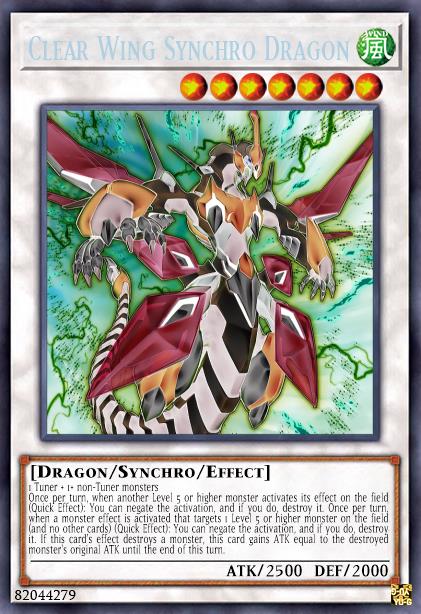 Clear Wing Synchro Dragon
WIND
風
[Dragon/Synchro/Effect]
1 Tuner + 1+ non-Tuner monsters
Once per turn, when another Level 5 or higher monster activates its effect on the field
(Quick Effect): You can negate the activation, and if you do, destroy it. Once per turn,
when a monster effect is activated that targets 1 Level 5 or higher monster on the field
(and no other cards) (Quick Effect): You can negate the activation, and if you do, destroy
it. If this card's effect destroys a monster, this card gains ATK equal to the destroyed
monster's original ATK until the end of this turn.
ATK/2500 DEF/2000
82044279